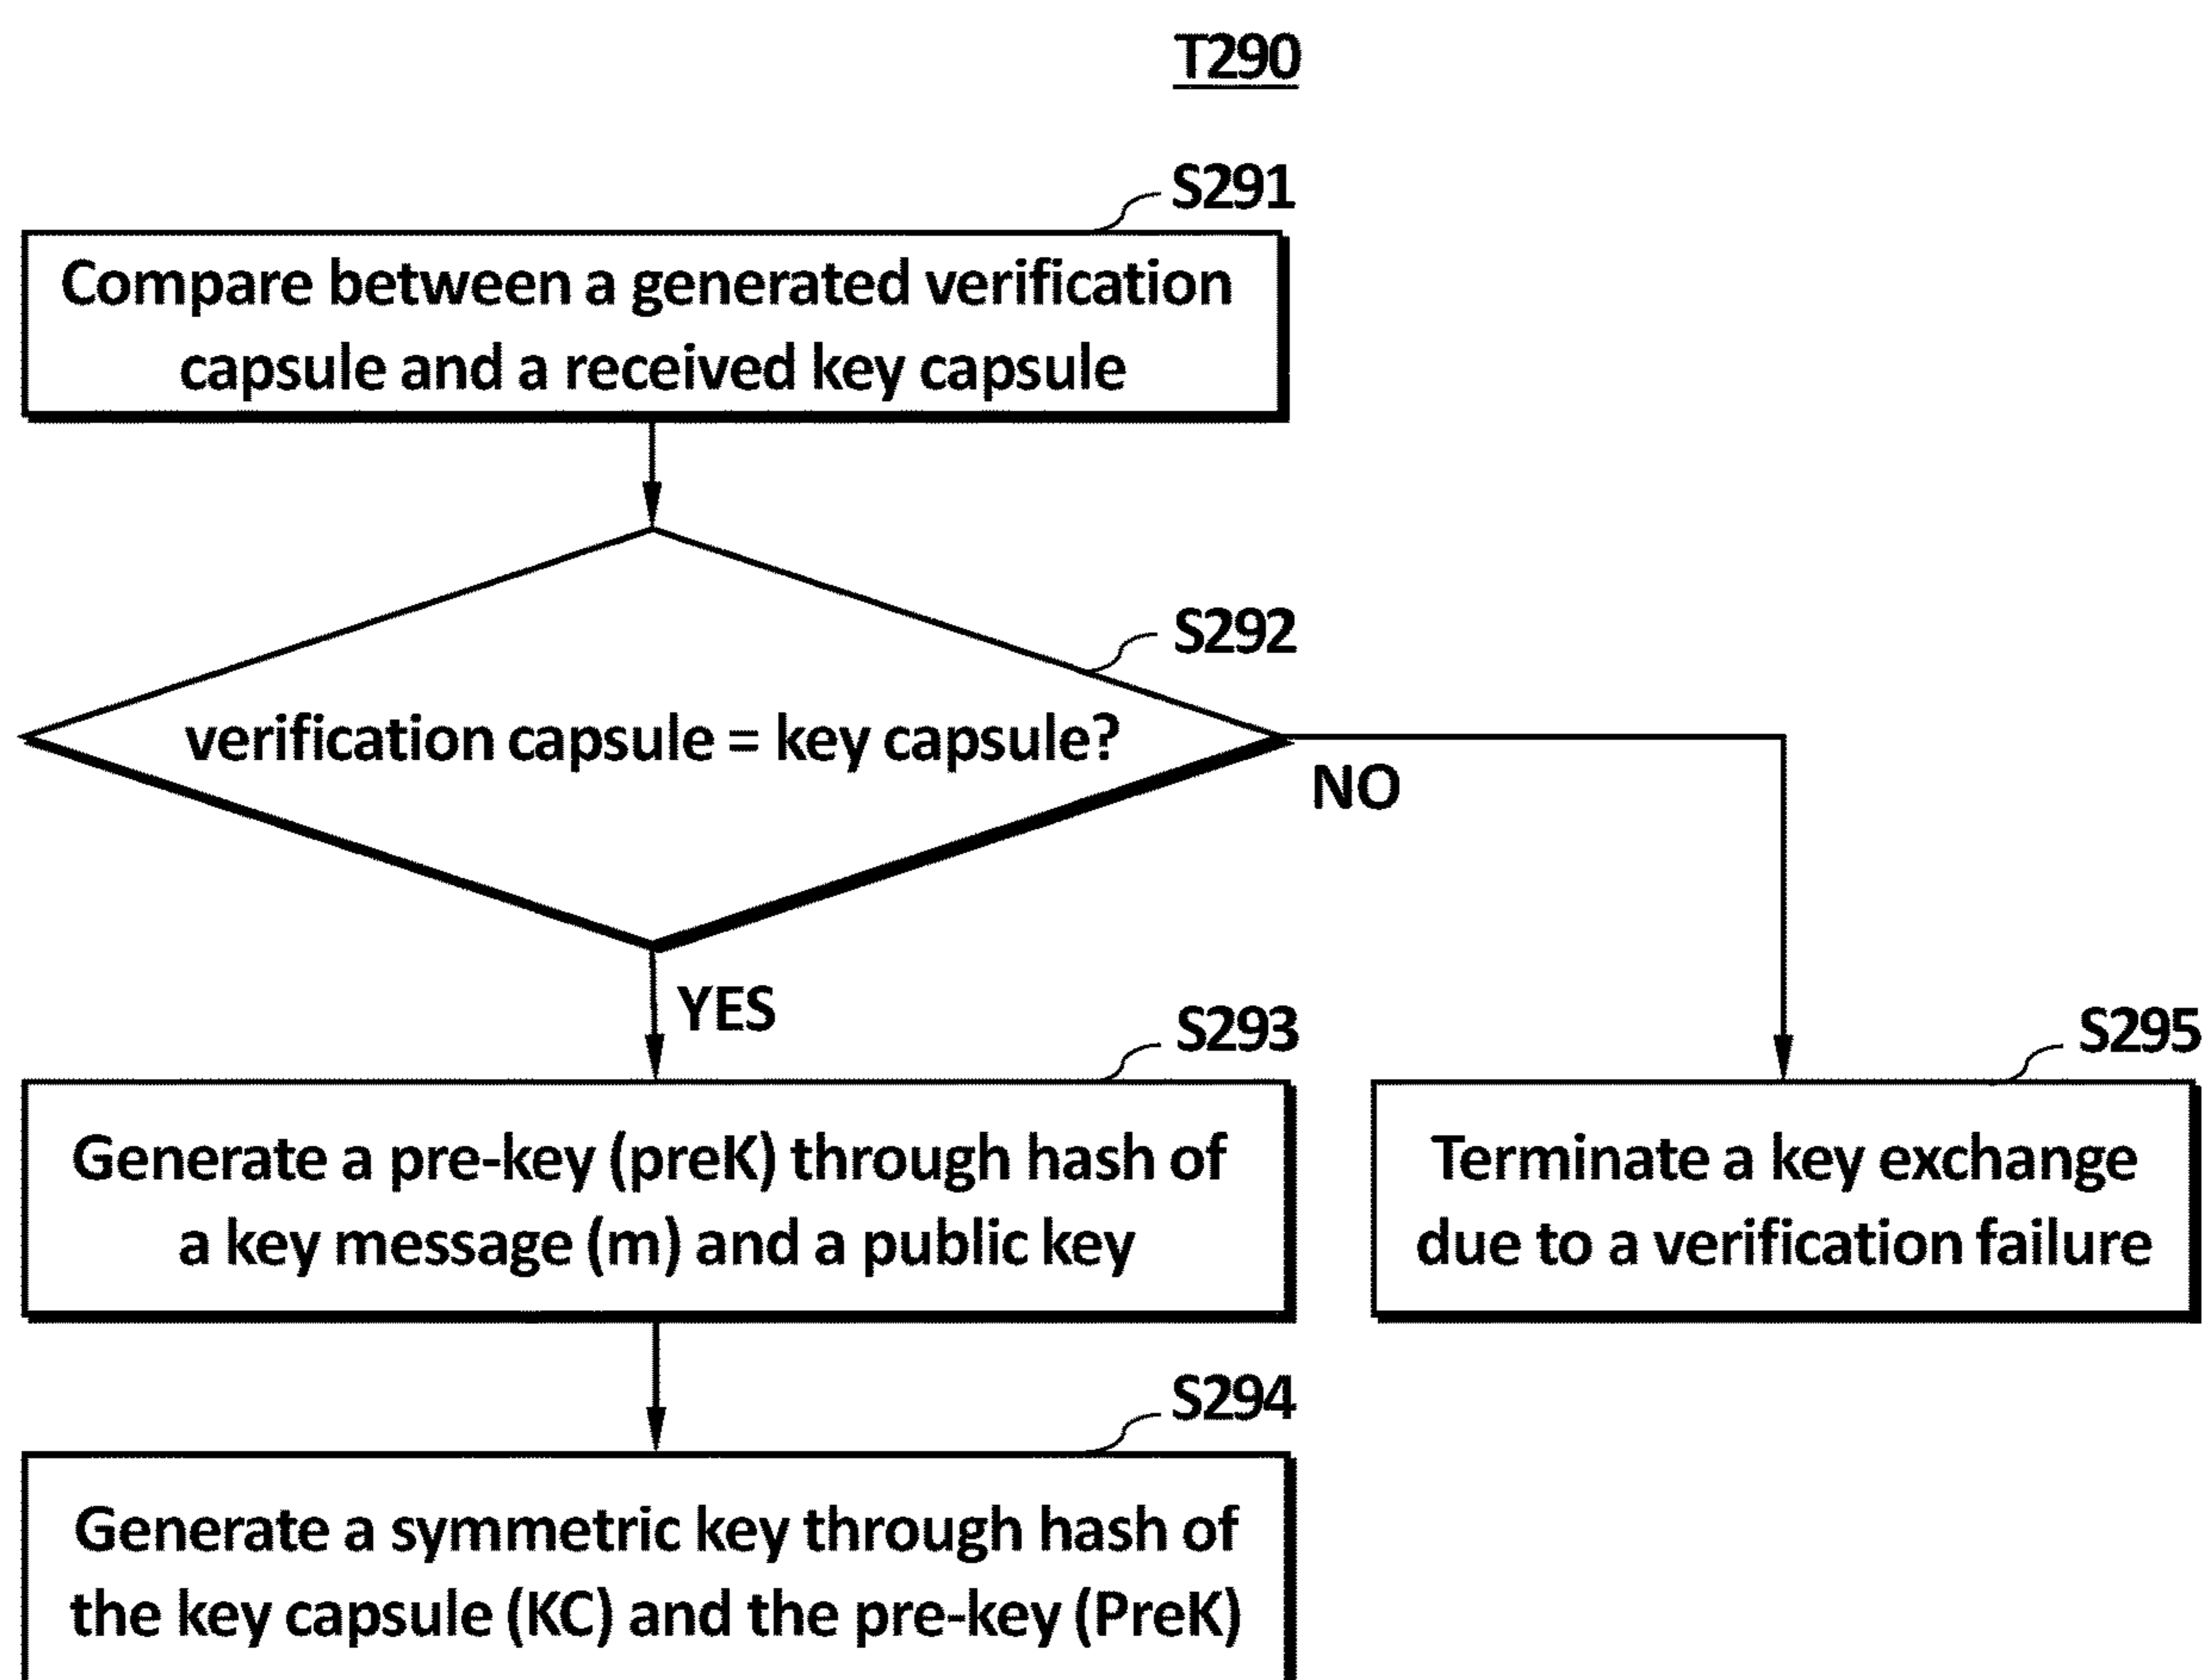 T290
S291
Compare between a generated verification
capsule and a received key capsule
S292
verification capsule = key capsule?
NO
YES
S293
Generate a pre-key (preK) through hash of
a key message (m) and a public key
S295
Terminate a key exchange
due to a verification failure
S294
Generate a symmetric key through hash of
the key capsule (KC) and the pre-key (PreK)